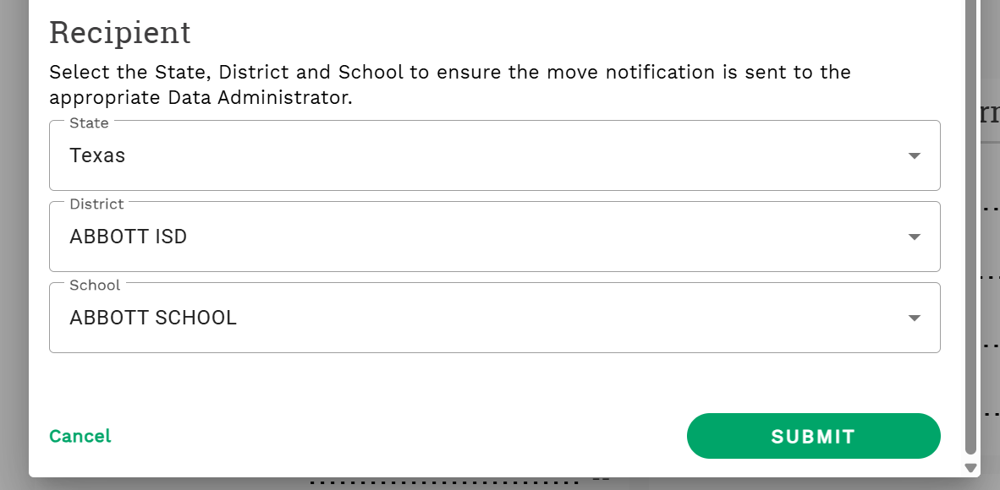 Recipient
Select the State, District and School to ensure the move notification is sent to the
appropriate Data Administrator.
State
Texas
District
ABBOTT ISD
School
ABBOTT SCHOOL
Cancel
SUBMIT